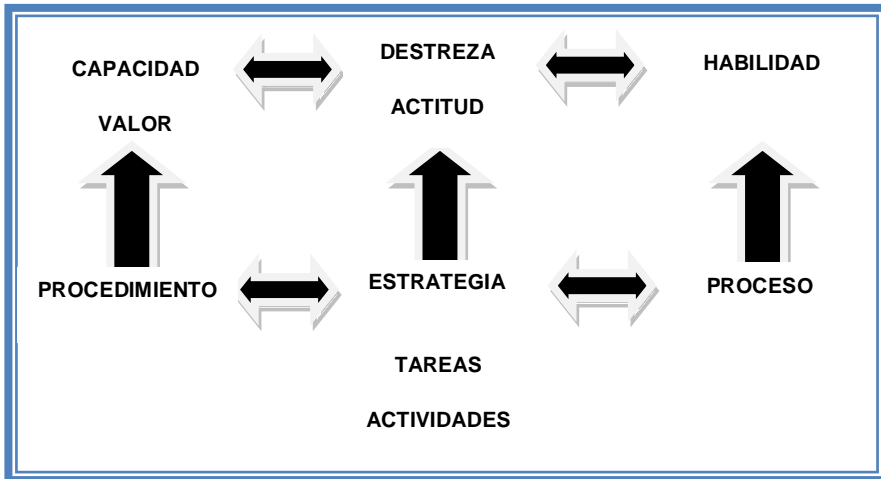 CAPACIDAD
DESTREZA
HABILIDAD
VALOR
ACTITUD
PROCEDIMIENTO
ESTRATEGIA
PROCESO
TAREAS
ACTIVIDADES